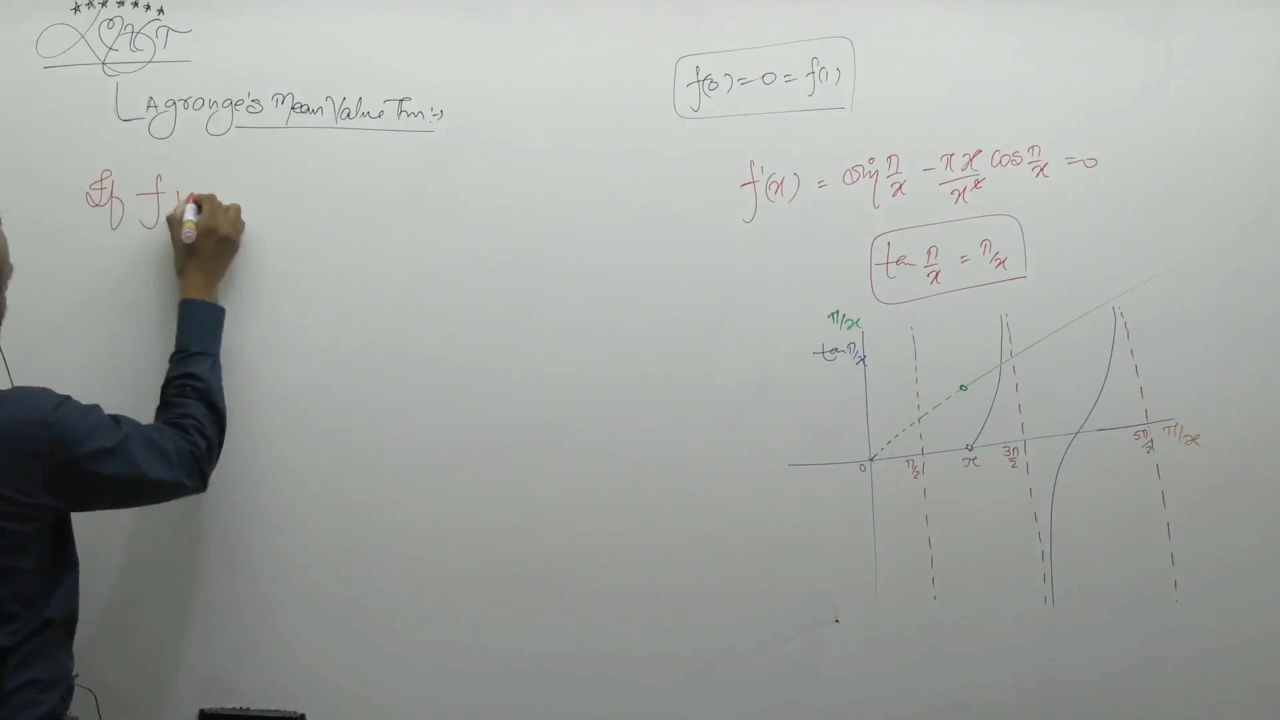 LMVT
Lagrange's Mean Value Thm:→
If f
f(0) = 0 = f(1)
f'(x) = sin π/x − πx/x² cos π/x = 0
tan π/x = π/x
π/x
tan π/x
0 π/2 π 3π/2 5π/2 π/x